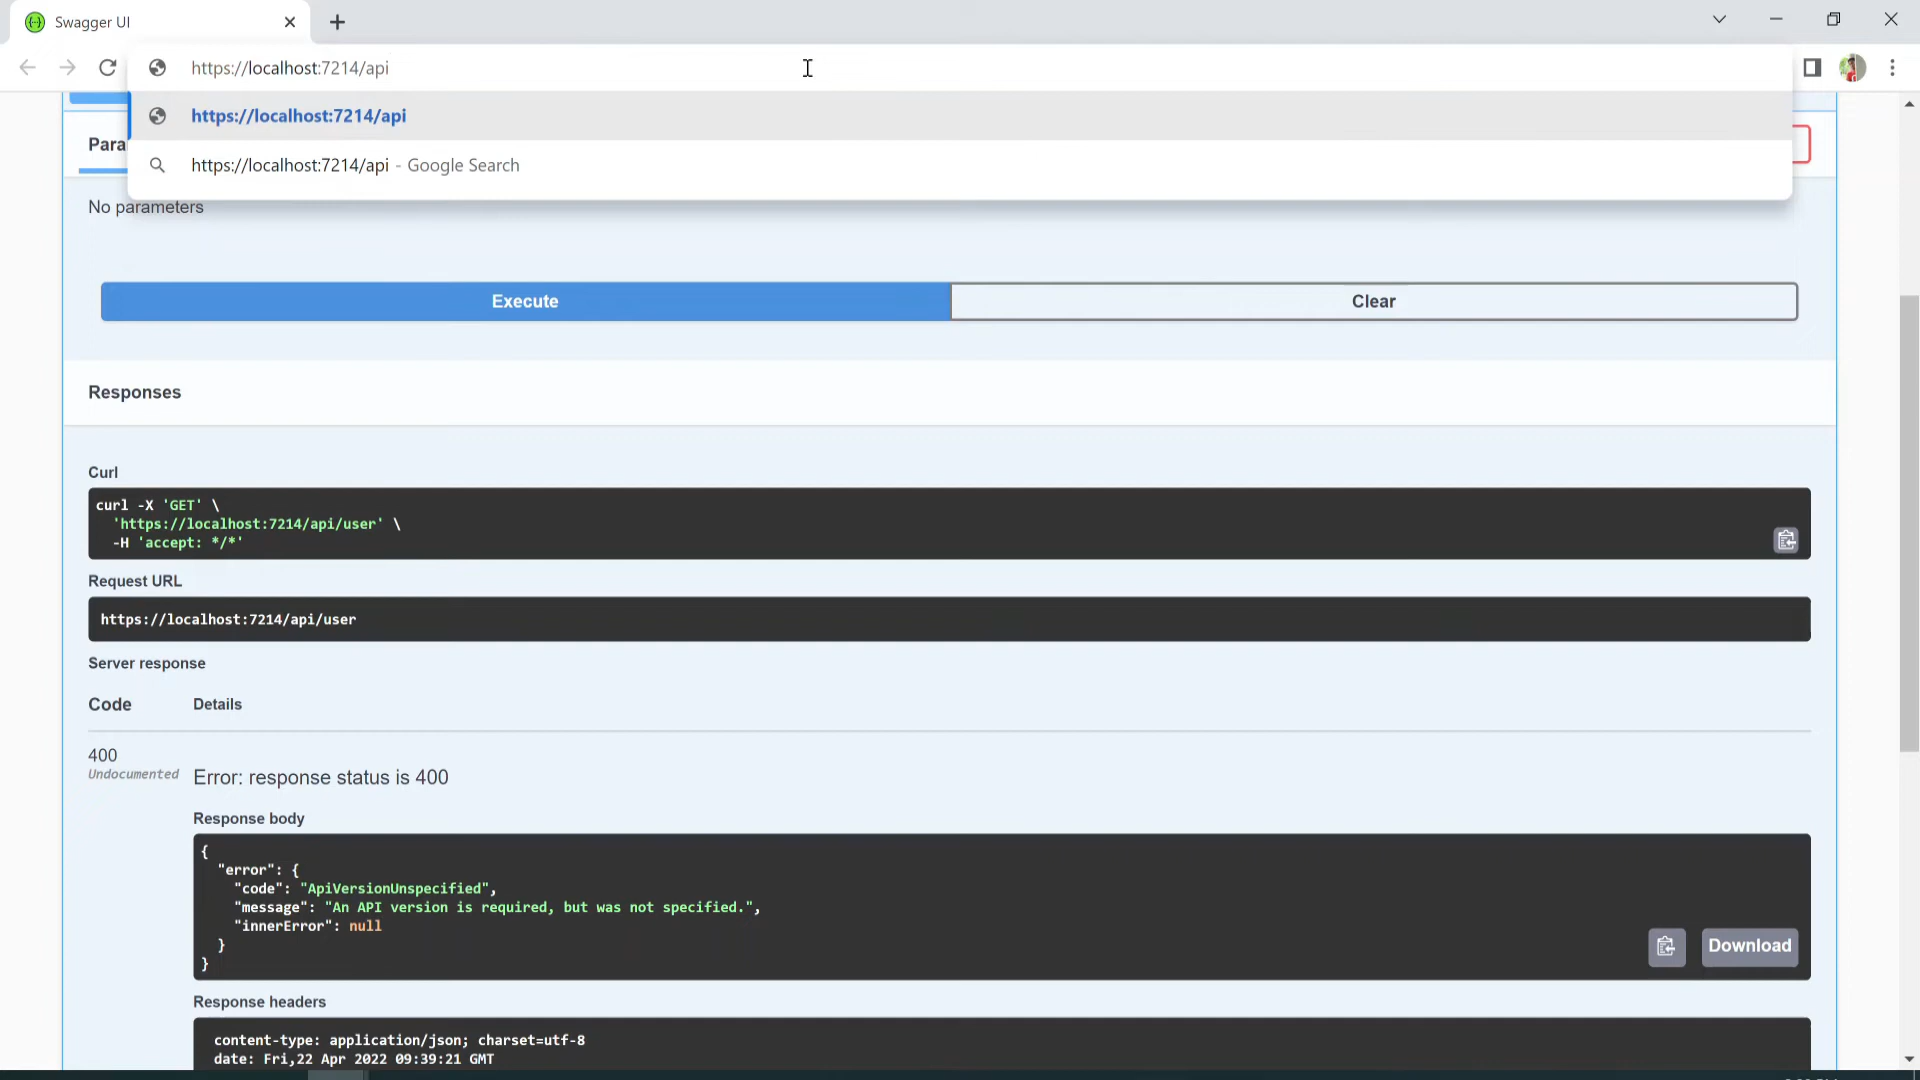 Swagger UI
https://localhost:7214/api
https://localhost:7214/api
https://localhost:7214/api - Google Search
Para
No parameters
Execute
Clear
Responses
Curl
curl -X 'GET' \
'https://localhost:7214/api/user' \
-H 'accept: */*'
Request URL
https://localhost:7214/api/user
Server response
Code
Details
400
Undocumented
Error: response status is 400
Response body
{
"error": {
"code": "ApiVersionUnspecified",
"message": "An API version is required, but was not specified.",
"innerError": null
}
}
Download
Response headers
content-type: application/json; charset=utf-8
date: Fri,22 Apr 2022 09:39:21 GMT